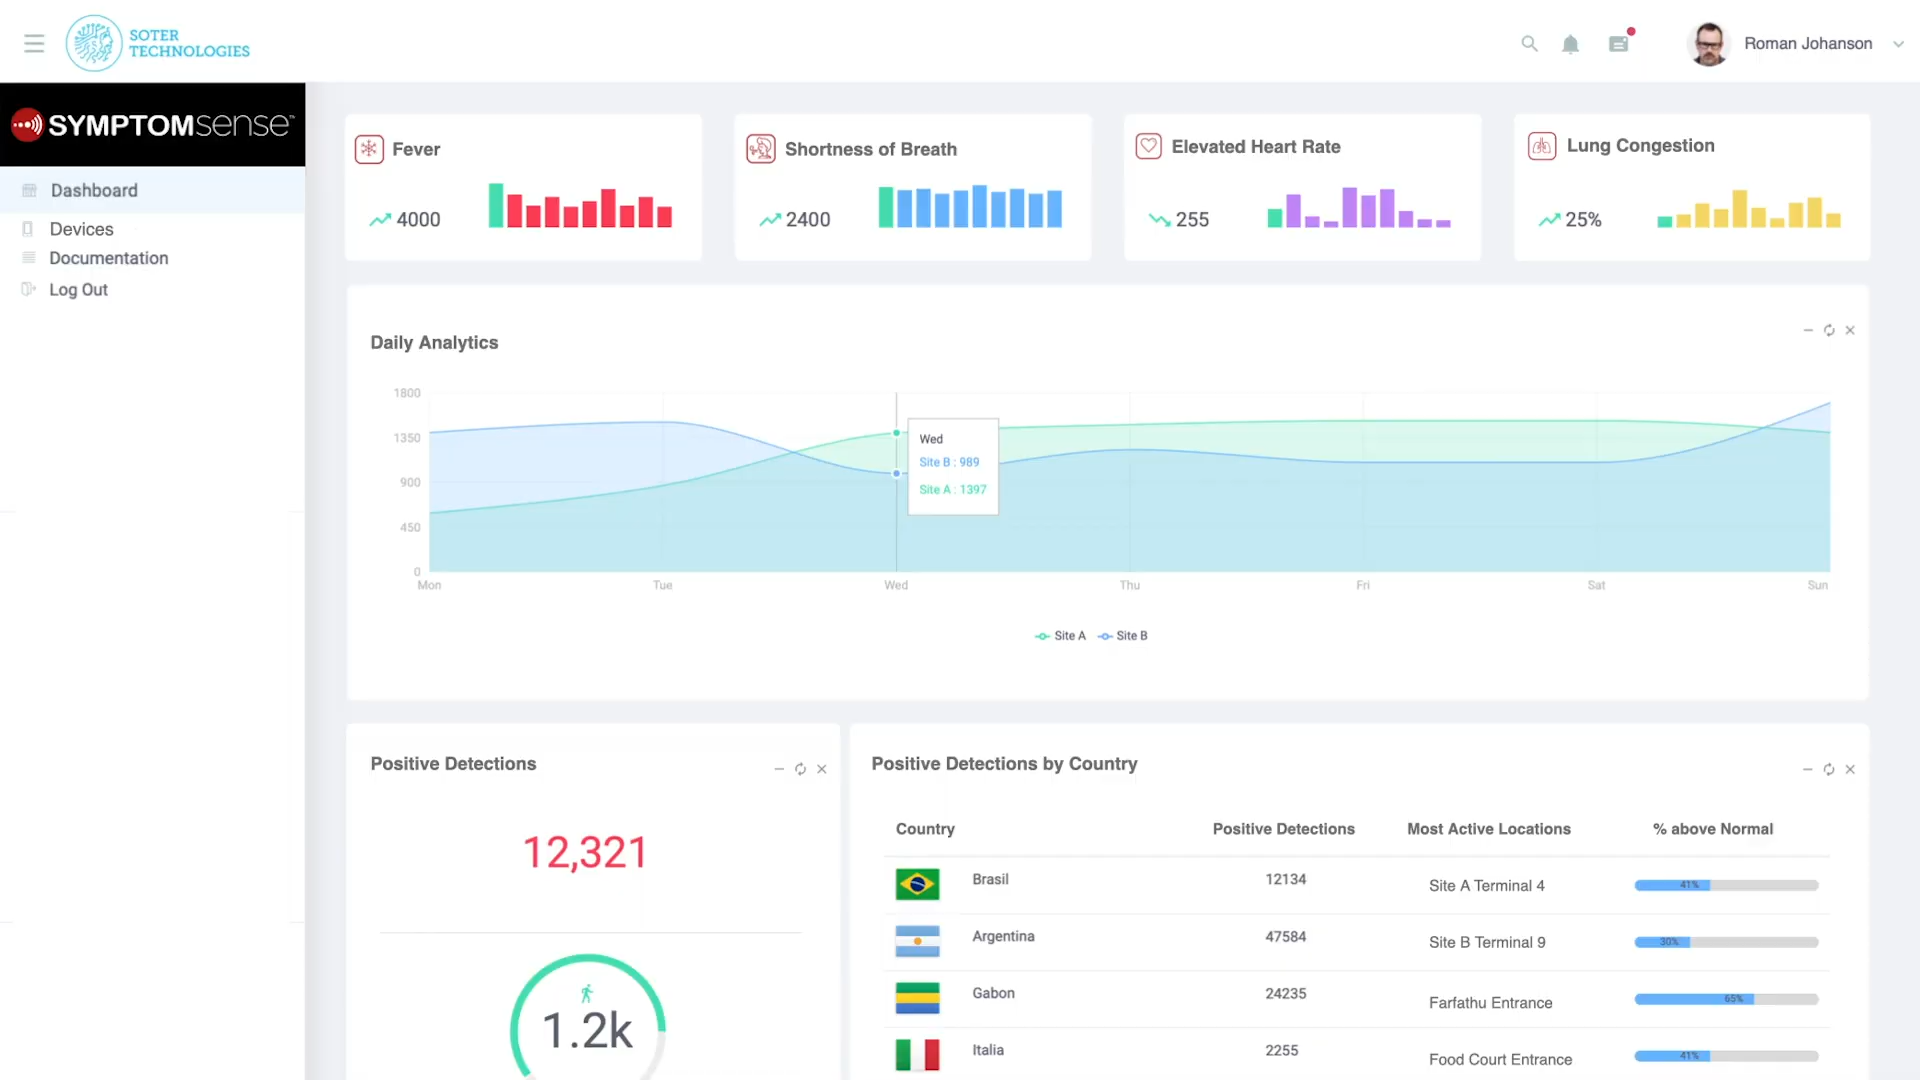 SOTER
TECHNOLOGIES
Roman Johanson
SYMPTOMSENSE™
Dashboard
Devices
Documentation
Log Out
Fever
4000
Shortness of Breath
2400
Elevated Heart Rate
255
Lung Congestion
25%
Daily Analytics
1800
1350
900
450
0
Mon Tue Wed Thu Fri Sat Sun
Wed
Site B : 989
Site A : 1397
Site A Site B
Positive Detections
12,321
1.2k
Positive Detections by Country
Country Positive Detections Most Active Locations % above Normal
Brasil 12134 Site A Terminal 4 41%
Argentina 47584 Site B Terminal 9 30%
Gabon 24235 Farfathu Entrance 65%
Italia 2255 Food Court Entrance 41%